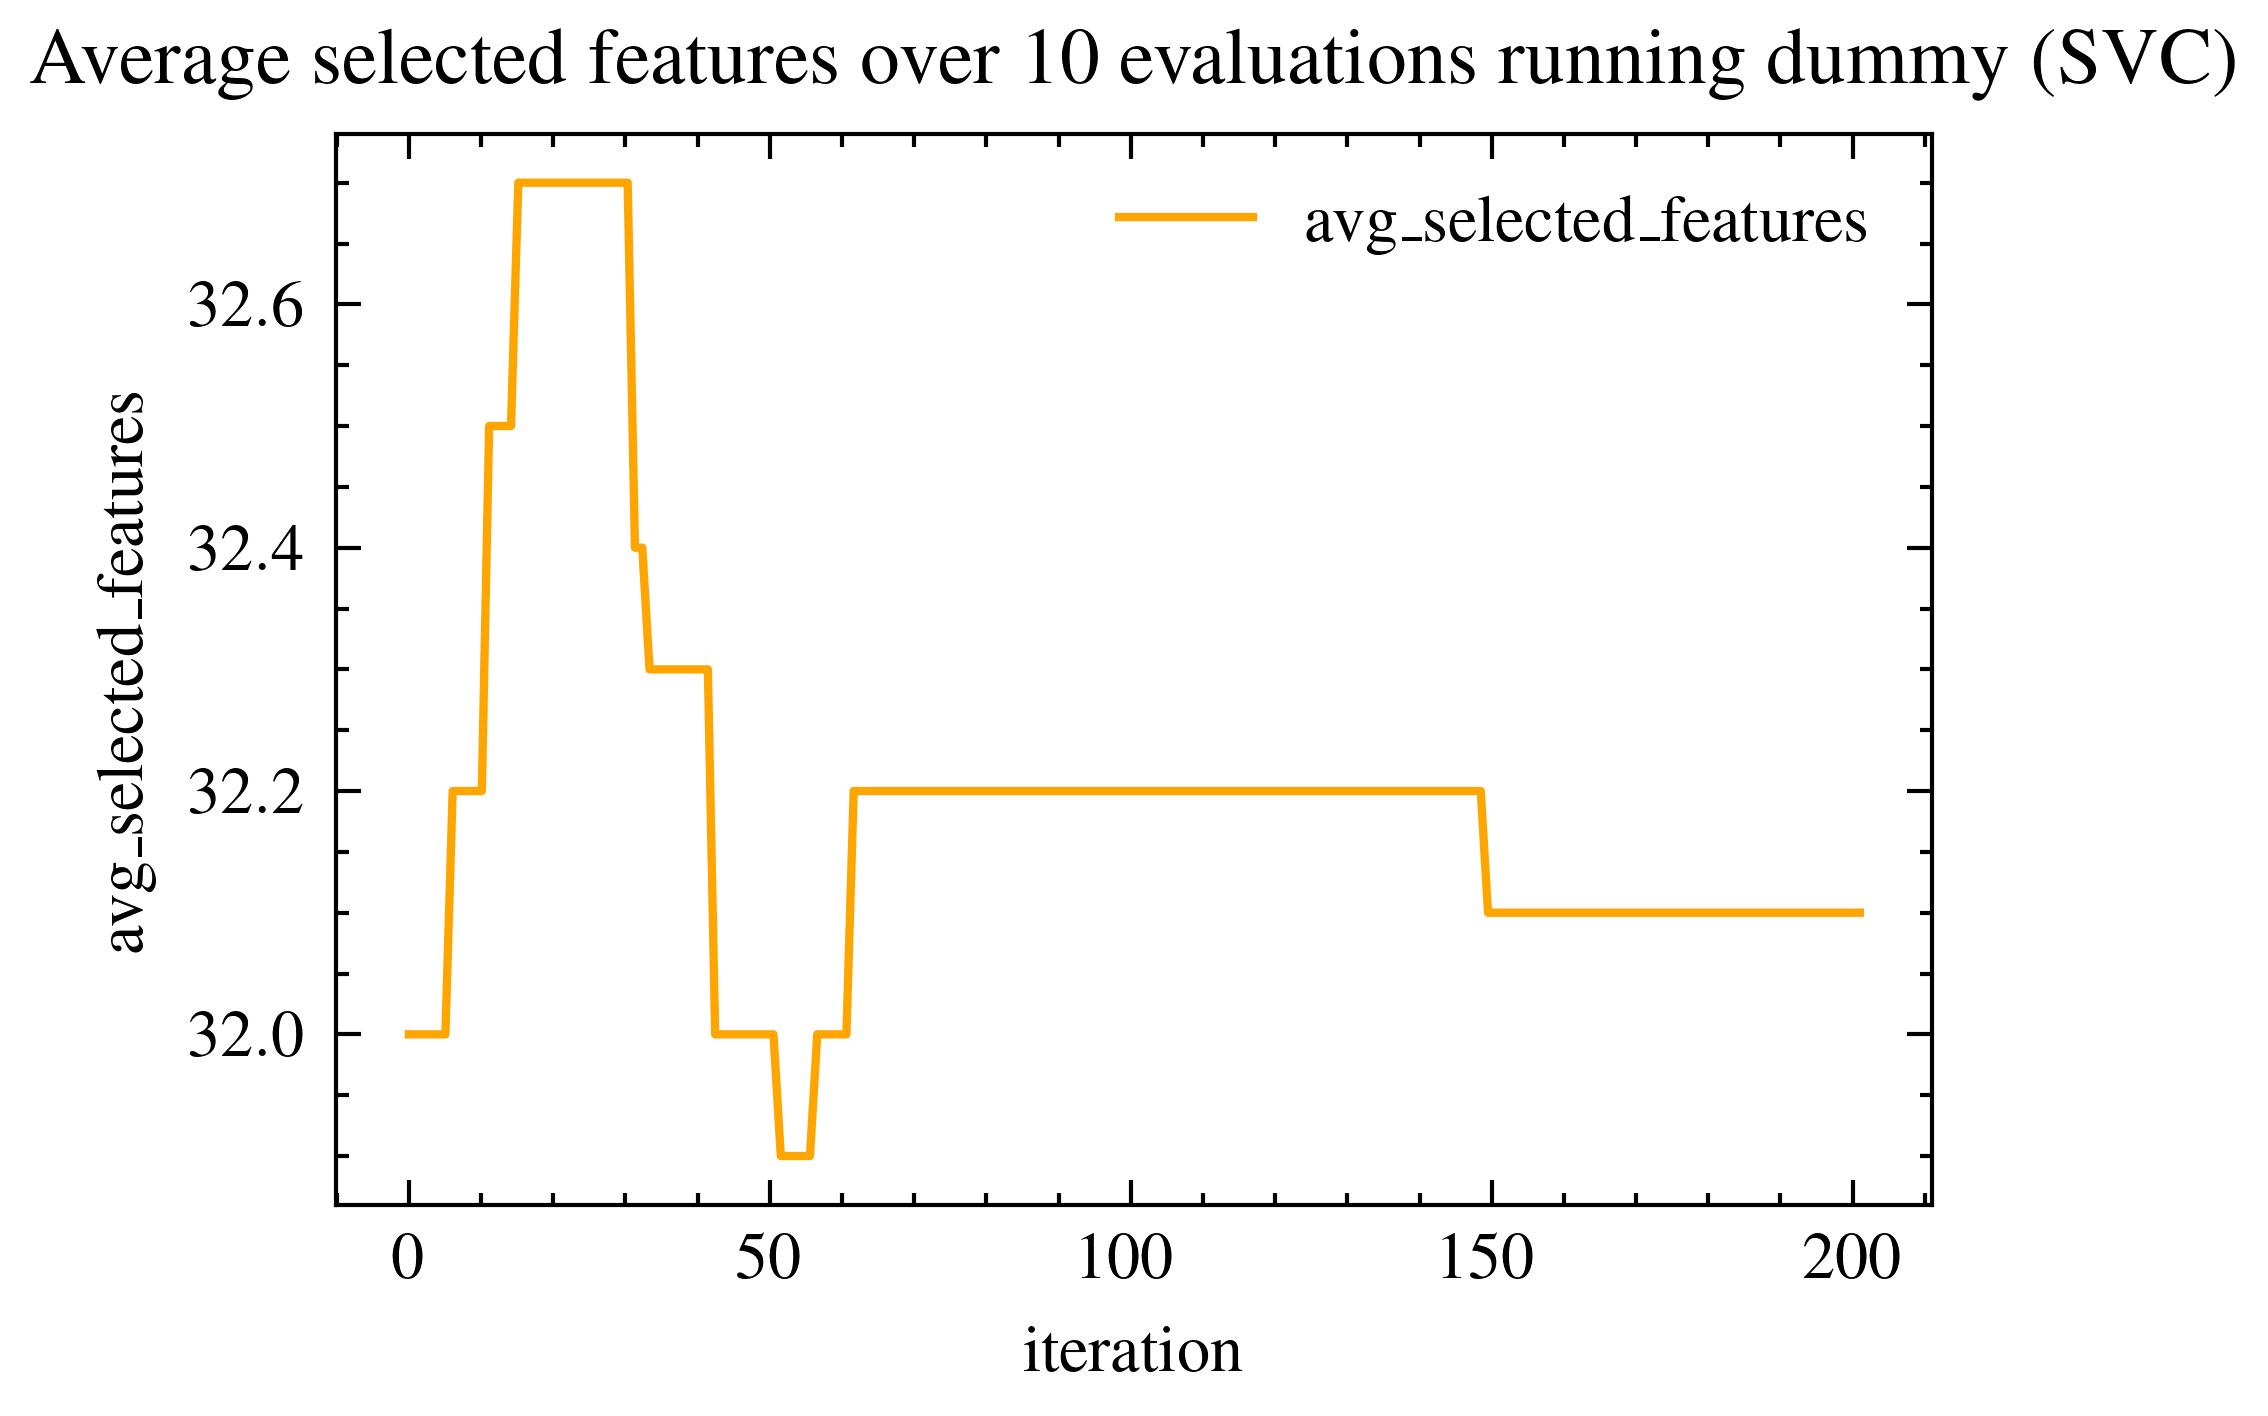 Average selected features over 10 evaluations running dummy (SVC)
avg_selected_features
32.6
32.4
32.2
32.0
avg_selected_features
0 50 100 150 200
iteration